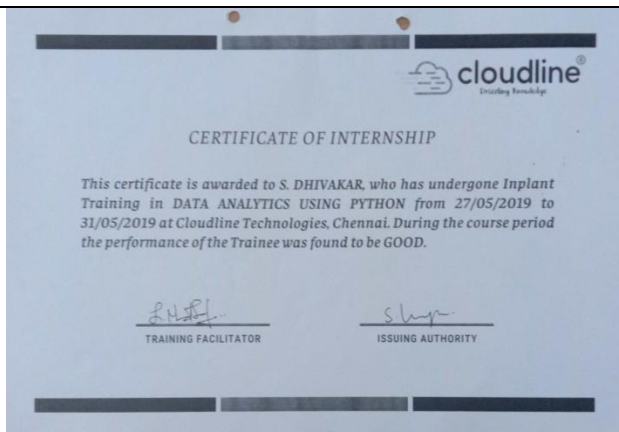 cloudline®
Drizzling Knowledge
CERTIFICATE OF INTERNSHIP
This certificate is awarded to S. DHIVAKAR, who has undergone Inplant
Training in DATA ANALYTICS USING PYTHON from 27/05/2019 to
31/05/2019 at Cloudline Technologies, Chennai. During the course period
the performance of the Trainee was found to be GOOD.
TRAINING FACILITATOR
ISSUING AUTHORITY